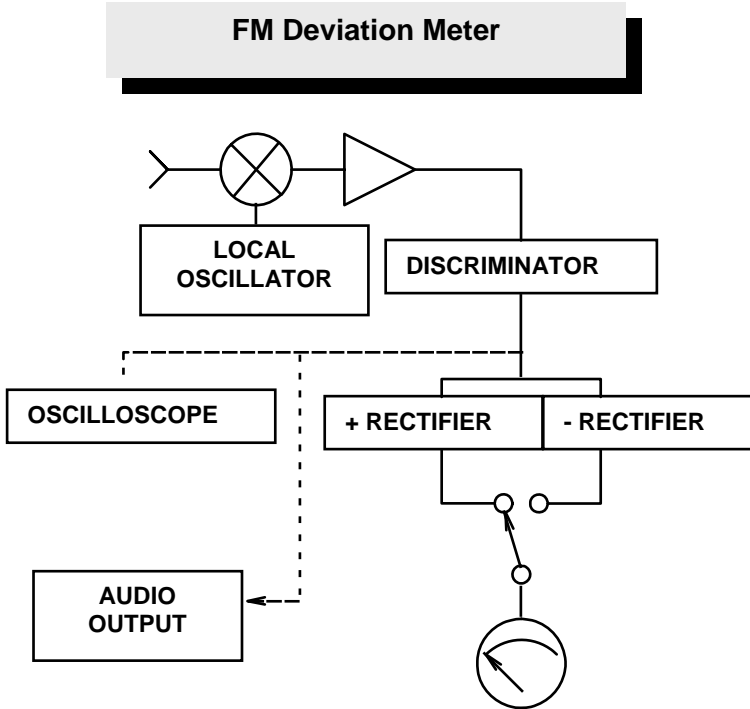 FM Deviation Meter
LOCAL
OSCILLATOR
DISCRIMINATOR
OSCILLOSCOPE
+ RECTIFIER
- RECTIFIER
AUDIO
OUTPUT